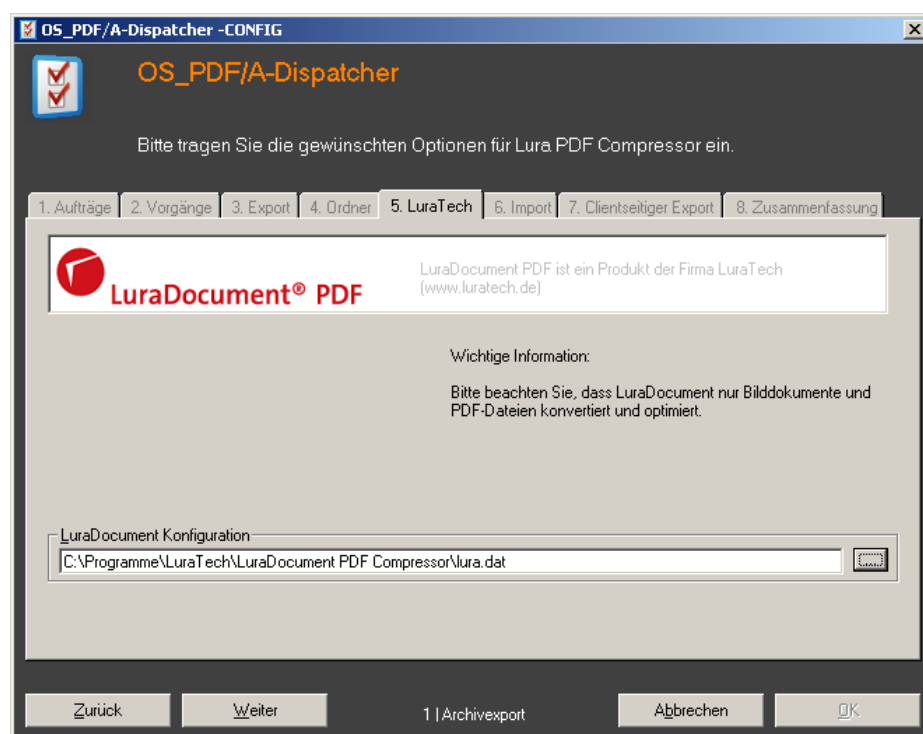 OS_PDF/A-Dispatcher -CONFIG
OS_PDF/A-Dispatcher
Bitte tragen Sie die gewünschten Optionen für Lura PDF Compressor ein.
1. Aufträge 2. Vorgänge 3. Export 4. Ordner 5. LuraTech 6. Import 7. Clientseitiger Export 8. Zusammenfassung
LuraDocument® PDF
LuraDocument PDF ist ein Produkt der Firma LuraTech
(www.luratech.de)
Wichtige Information:
Bitte beachten Sie, dass LuraDocument nur Bilddokumente und
PDF-Dateien konvertiert und optimiert.
LuraDocument Konfiguration
C:\Programme\LuraTech\LuraDocument PDF Compressor\lura.dat
....
Zurück Weiter 1 | Archivexport Abbrechen OK